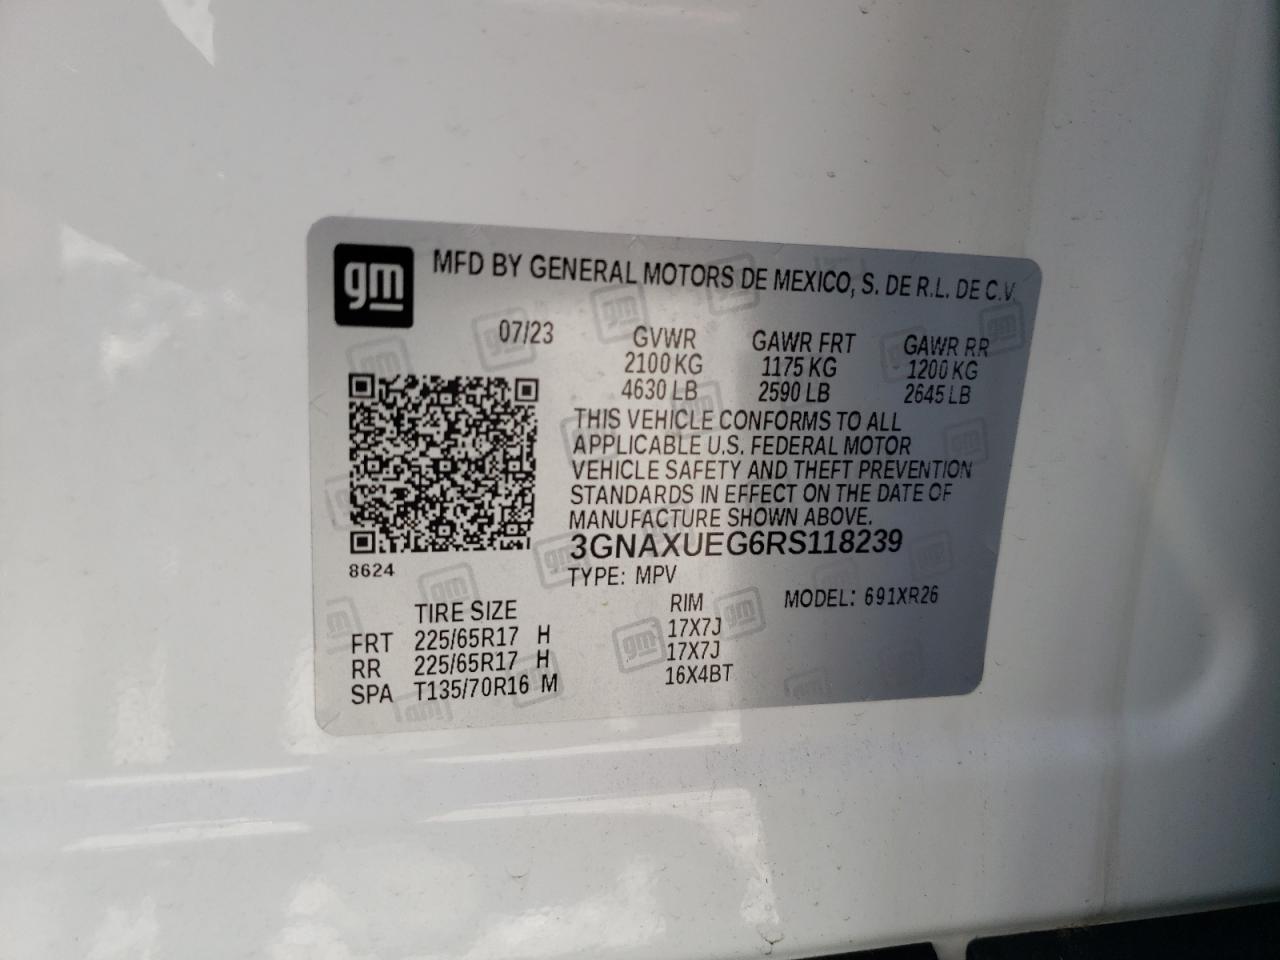 gm
MFD BY GENERAL MOTORS DE MEXICO, S. DE R.L. DE C.V.
07/23 GVWR GAWR FRT GAWR RR
2100 KG 1175 KG 1200 KG
4630 LB 2590 LB 2645 LB
THIS VEHICLE CONFORMS TO ALL
APPLICABLE U.S. FEDERAL MOTOR
VEHICLE SAFETY AND THEFT PREVENTION
STANDARDS IN EFFECT ON THE DATE OF
MANUFACTURE SHOWN ABOVE.
3GNAXUEG6RS118239
8624
TYPE: MPV MODEL: 691XR26
TIRE SIZE RIM
FRT 225/65R17 H 17X7J
RR 225/65R17 H 17X7J
SPA T135/70R16 M 16X4BT